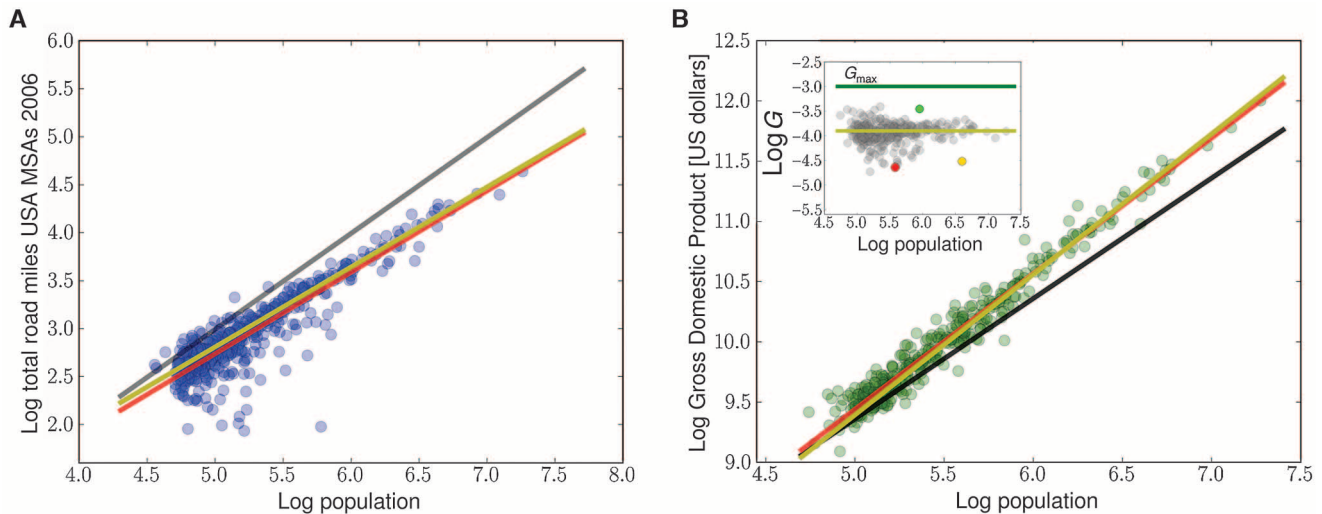 A
Log total road miles USA MSAs 2006
6.0
5.5
5.0
4.5
4.0
3.5
3.0
2.5
2.0
4.0 4.5 5.0 5.5 6.0 6.5 7.0 7.5 8.0
Log population
B
Log Gross Domestic Product [US dollars]
12.5
12.0
11.5
11.0
10.5
10.0
9.5
9.0
4.5 5.0 5.5 6.0 6.5 7.0 7.5
Log population
Log G
−2.5
−3.0
−3.5
−4.0
−4.5
−5.0
−5.5
Gmax
4.5 5.0 5.5 6.0 6.5 7.0 7.5
Log population